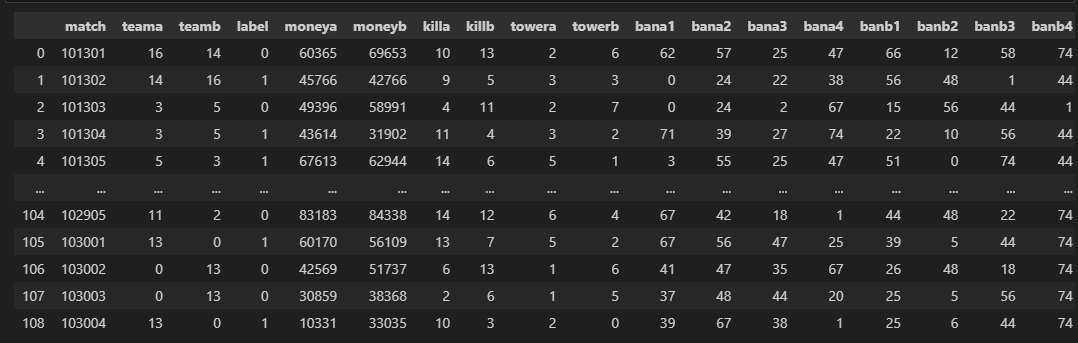 match teama teamb label moneya moneyb killa killb towera towerb bana1 bana2 bana3 bana4 banb1 banb2 banb3 banb4
0 101301 16 14 0 60365 69653 10 13 2 6 62 57 25 47 66 12 58 74
1 101302 14 16 1 45766 42766 9 5 3 3 0 24 22 38 56 48 1 44
2 101303 3 5 0 49396 58991 4 11 2 7 0 24 2 67 15 56 44 1
3 101304 3 5 1 43614 31902 11 4 3 2 71 39 27 74 22 10 56 44
4 101305 5 3 1 67613 62944 14 6 5 1 3 55 25 47 51 0 74 44
... ... ... ... ... ... ... ... ... ... ... ... ... ... ... ... ... ... ...
104 102905 11 2 0 83183 84338 14 12 6 4 67 42 18 1 44 48 22 74
105 103001 13 0 1 60170 56109 13 7 5 2 67 56 47 25 39 5 44 74
106 103002 0 13 0 42569 51737 6 13 1 6 41 47 35 67 26 48 18 74
107 103003 0 13 0 30859 38368 2 6 1 5 37 48 44 20 25 5 56 74
108 103004 13 0 1 10331 33035 10 3 2 0 39 67 38 1 25 6 44 74